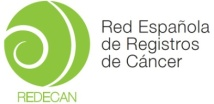 Red Española
de Registros
de Cáncer
REDECAN